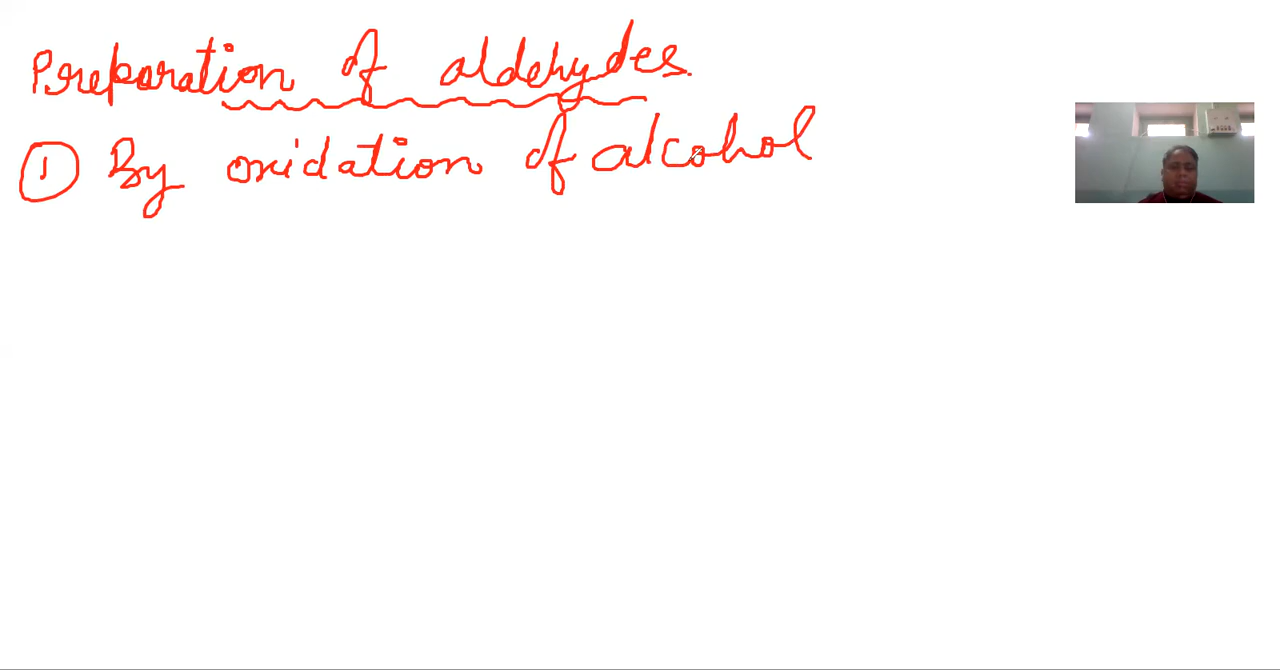 Preparation of aldehydes.
① By oxidation of alcohol